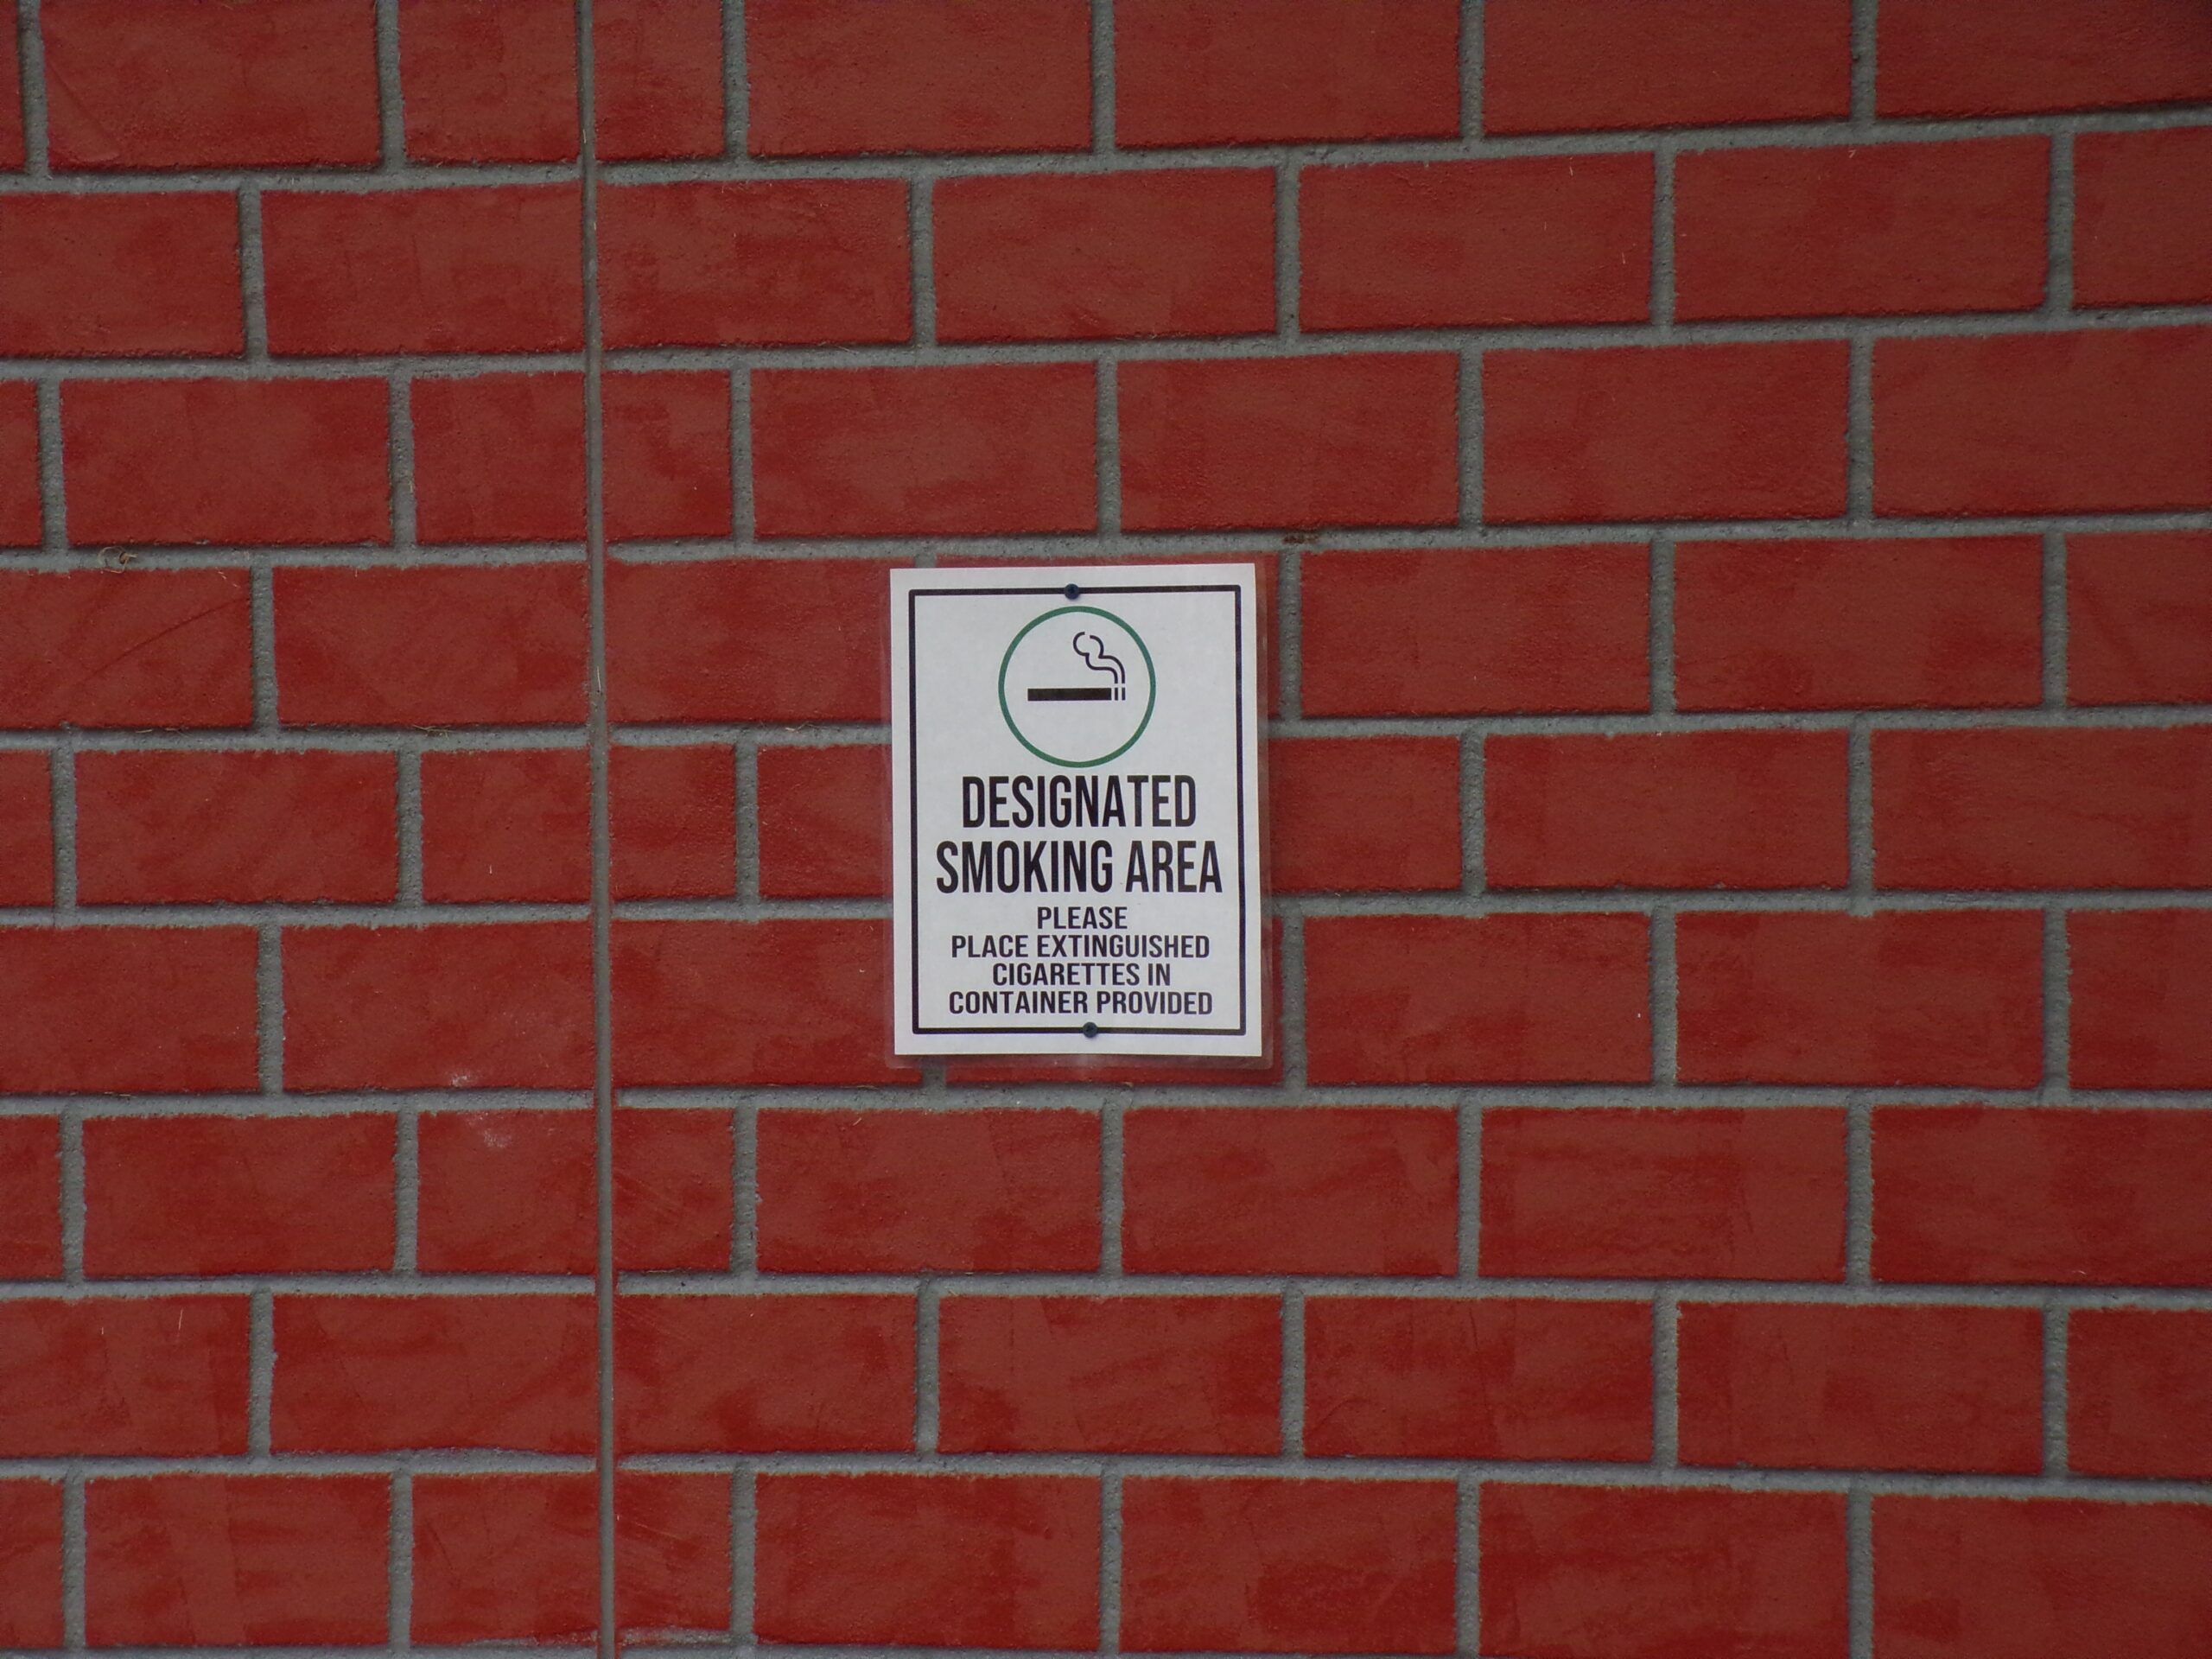 DESIGNATED
SMOKING AREA
PLEASE
PLACE EXTINGUISHED
CIGARETTES IN
CONTAINER PROVIDED